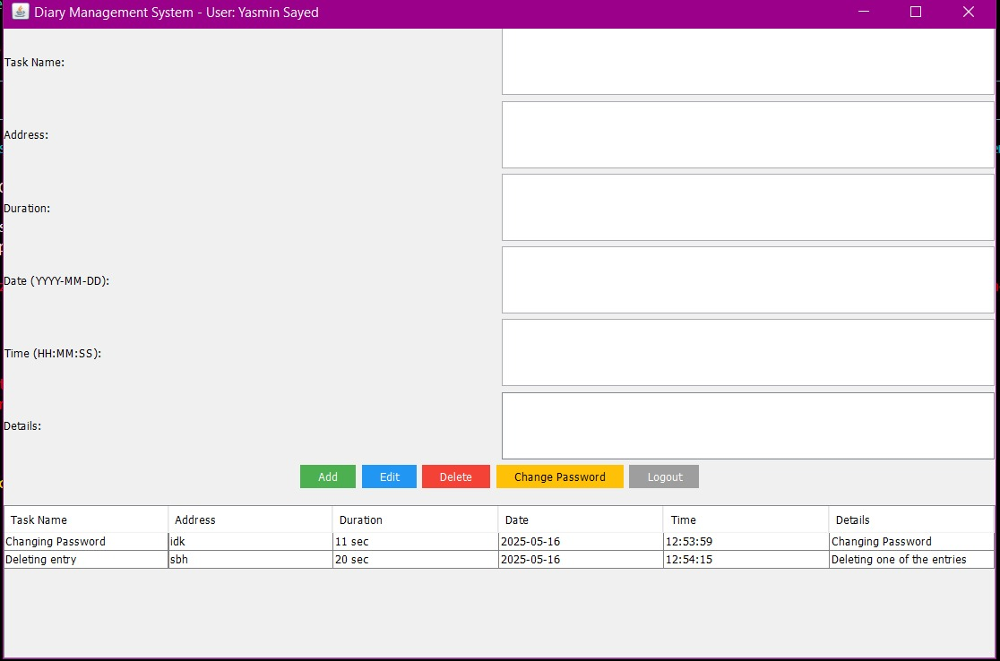 Diary Management System - User: Yasmin Sayed
Task Name:
Address:
Duration:
Date (YYYY-MM-DD):
Time (HH:MM:SS):
Details:
Add Edit Delete Change Password Logout
Task Name Address Duration Date Time Details
Changing Password idk 11 sec 2025-05-16 12:53:59 Changing Password
Deleting entry sbh 20 sec 2025-05-16 12:54:15 Deleting one of the entries